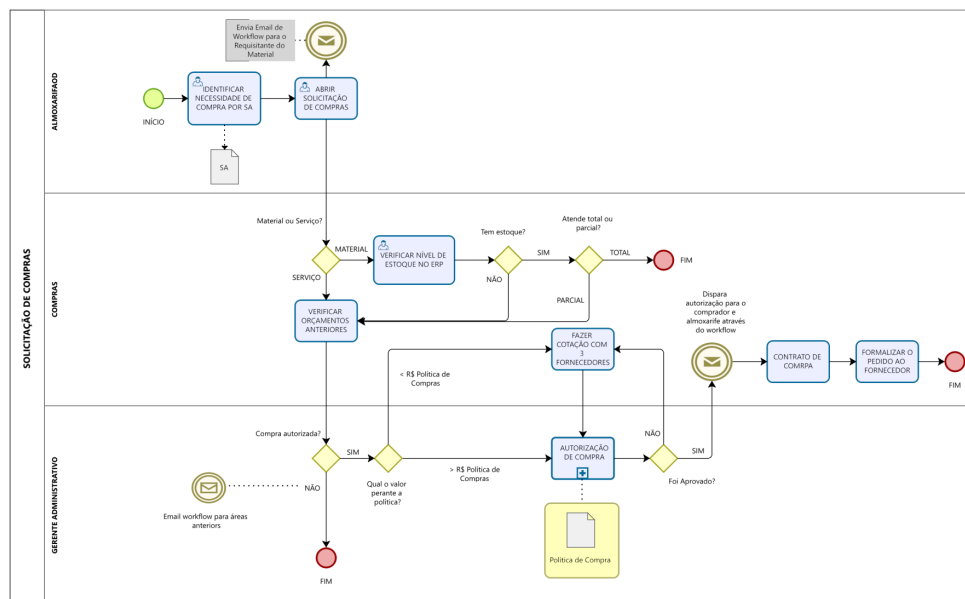 SOLICITAÇÃO DE COMPRAS
ALMOXARIFAOD
Envia Email de
Workflow para o
Requisitante do
Material
INÍCIO
IDENTIFICAR
NECESSIDADE DE
COMPRA POR SA
ABRIR
SOLICITAÇÃO
DE COMPRAS
SA
COMPRAS
Material ou Serviço?
MATERIAL
SERVIÇO
VERIFICAR NÍVEL DE
ESTOQUE NO ERP
Tem estoque?
SIM
NÃO
Atende total ou
parcial?
TOTAL
PARCIAL
FIM
VERIFICAR
ORÇAMENTOS
ANTERIORES
FAZER
COTAÇÃO COM
3
FORNECEDORES
< R$ Política de
Compras
Dispara
autorização para o
comprador e
almoxarife através
do workflow
CONTRATO DE
COMRPA
FORMALIZAR O
PEDIDO AO
FORNECEDOR
FIM
GERENTE ADMINISTRATIVO
Compra autorizada?
SIM
NÃO
Qual o valor
perante a
política?
> R$ Política de
Compras
AUTORIZAÇÃO
DE COMPRA
NÃO
SIM
Foi Aprovado?
Email workflow para áreas
anteriors
FIM
Política de Compra